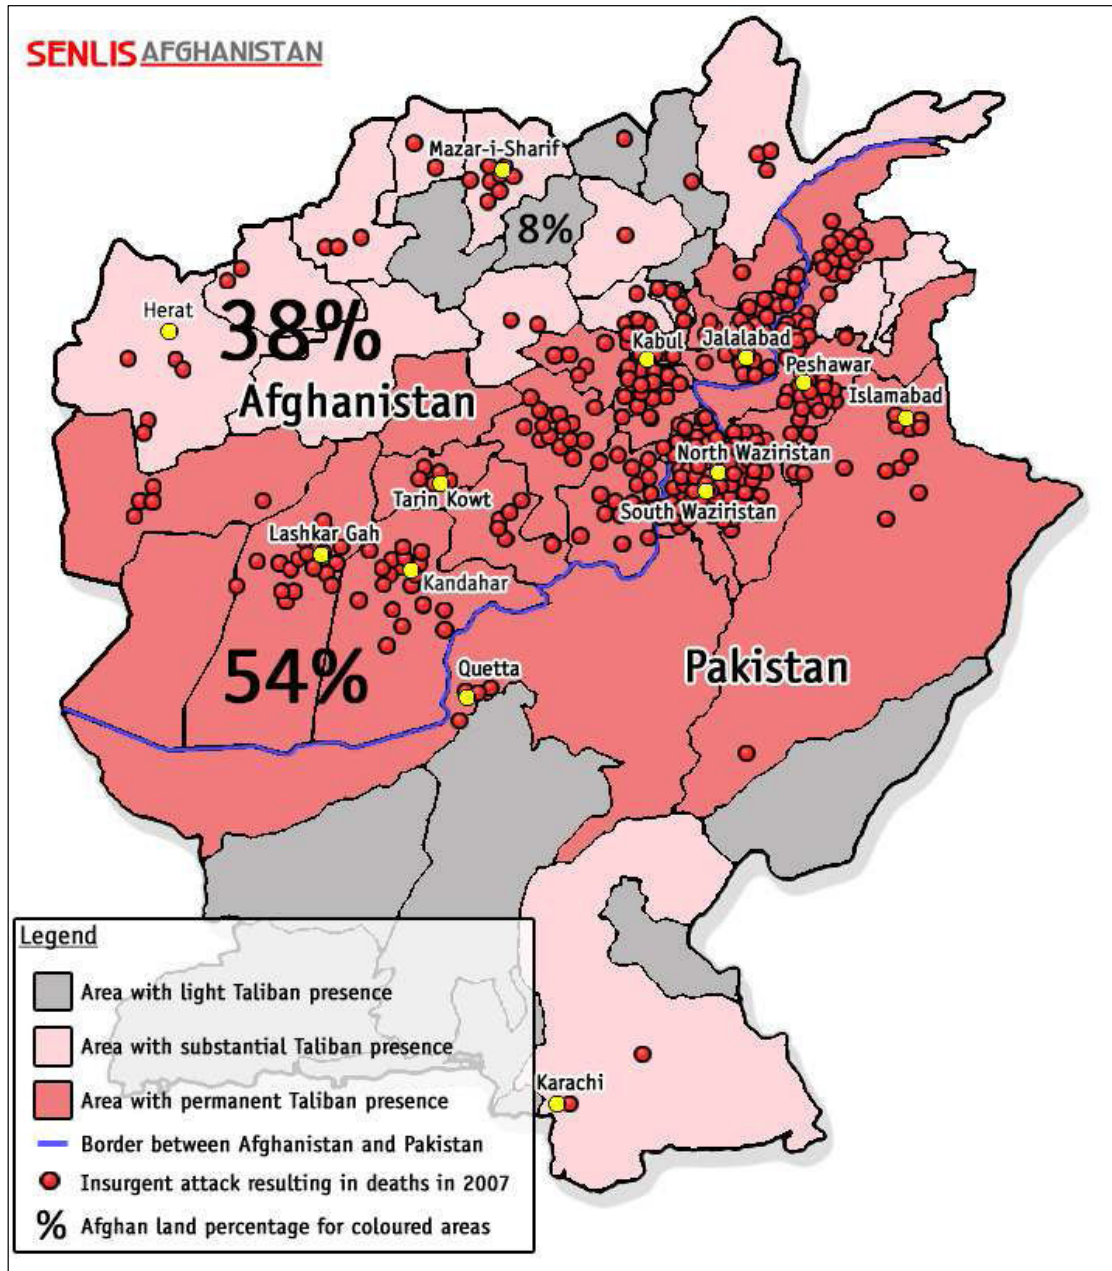 SENLIS AFGHANISTAN
Mazar-i-Sharif
8%
Herat
38%
Afghanistan
Kabul
Jalalabad
Peshawar
Islamabad
North Waziristan
Tarin Kowt
South Waziristan
Lashkar Gah
Kandahar
54%
Quetta
Pakistan
Legend
Area with light Taliban presence
Area with substantial Taliban presence
Karachi
Area with permanent Taliban presence
Border between Afghanistan and Pakistan
Insurgent attack resulting in deaths in 2007
% Afghan land percentage for coloured areas